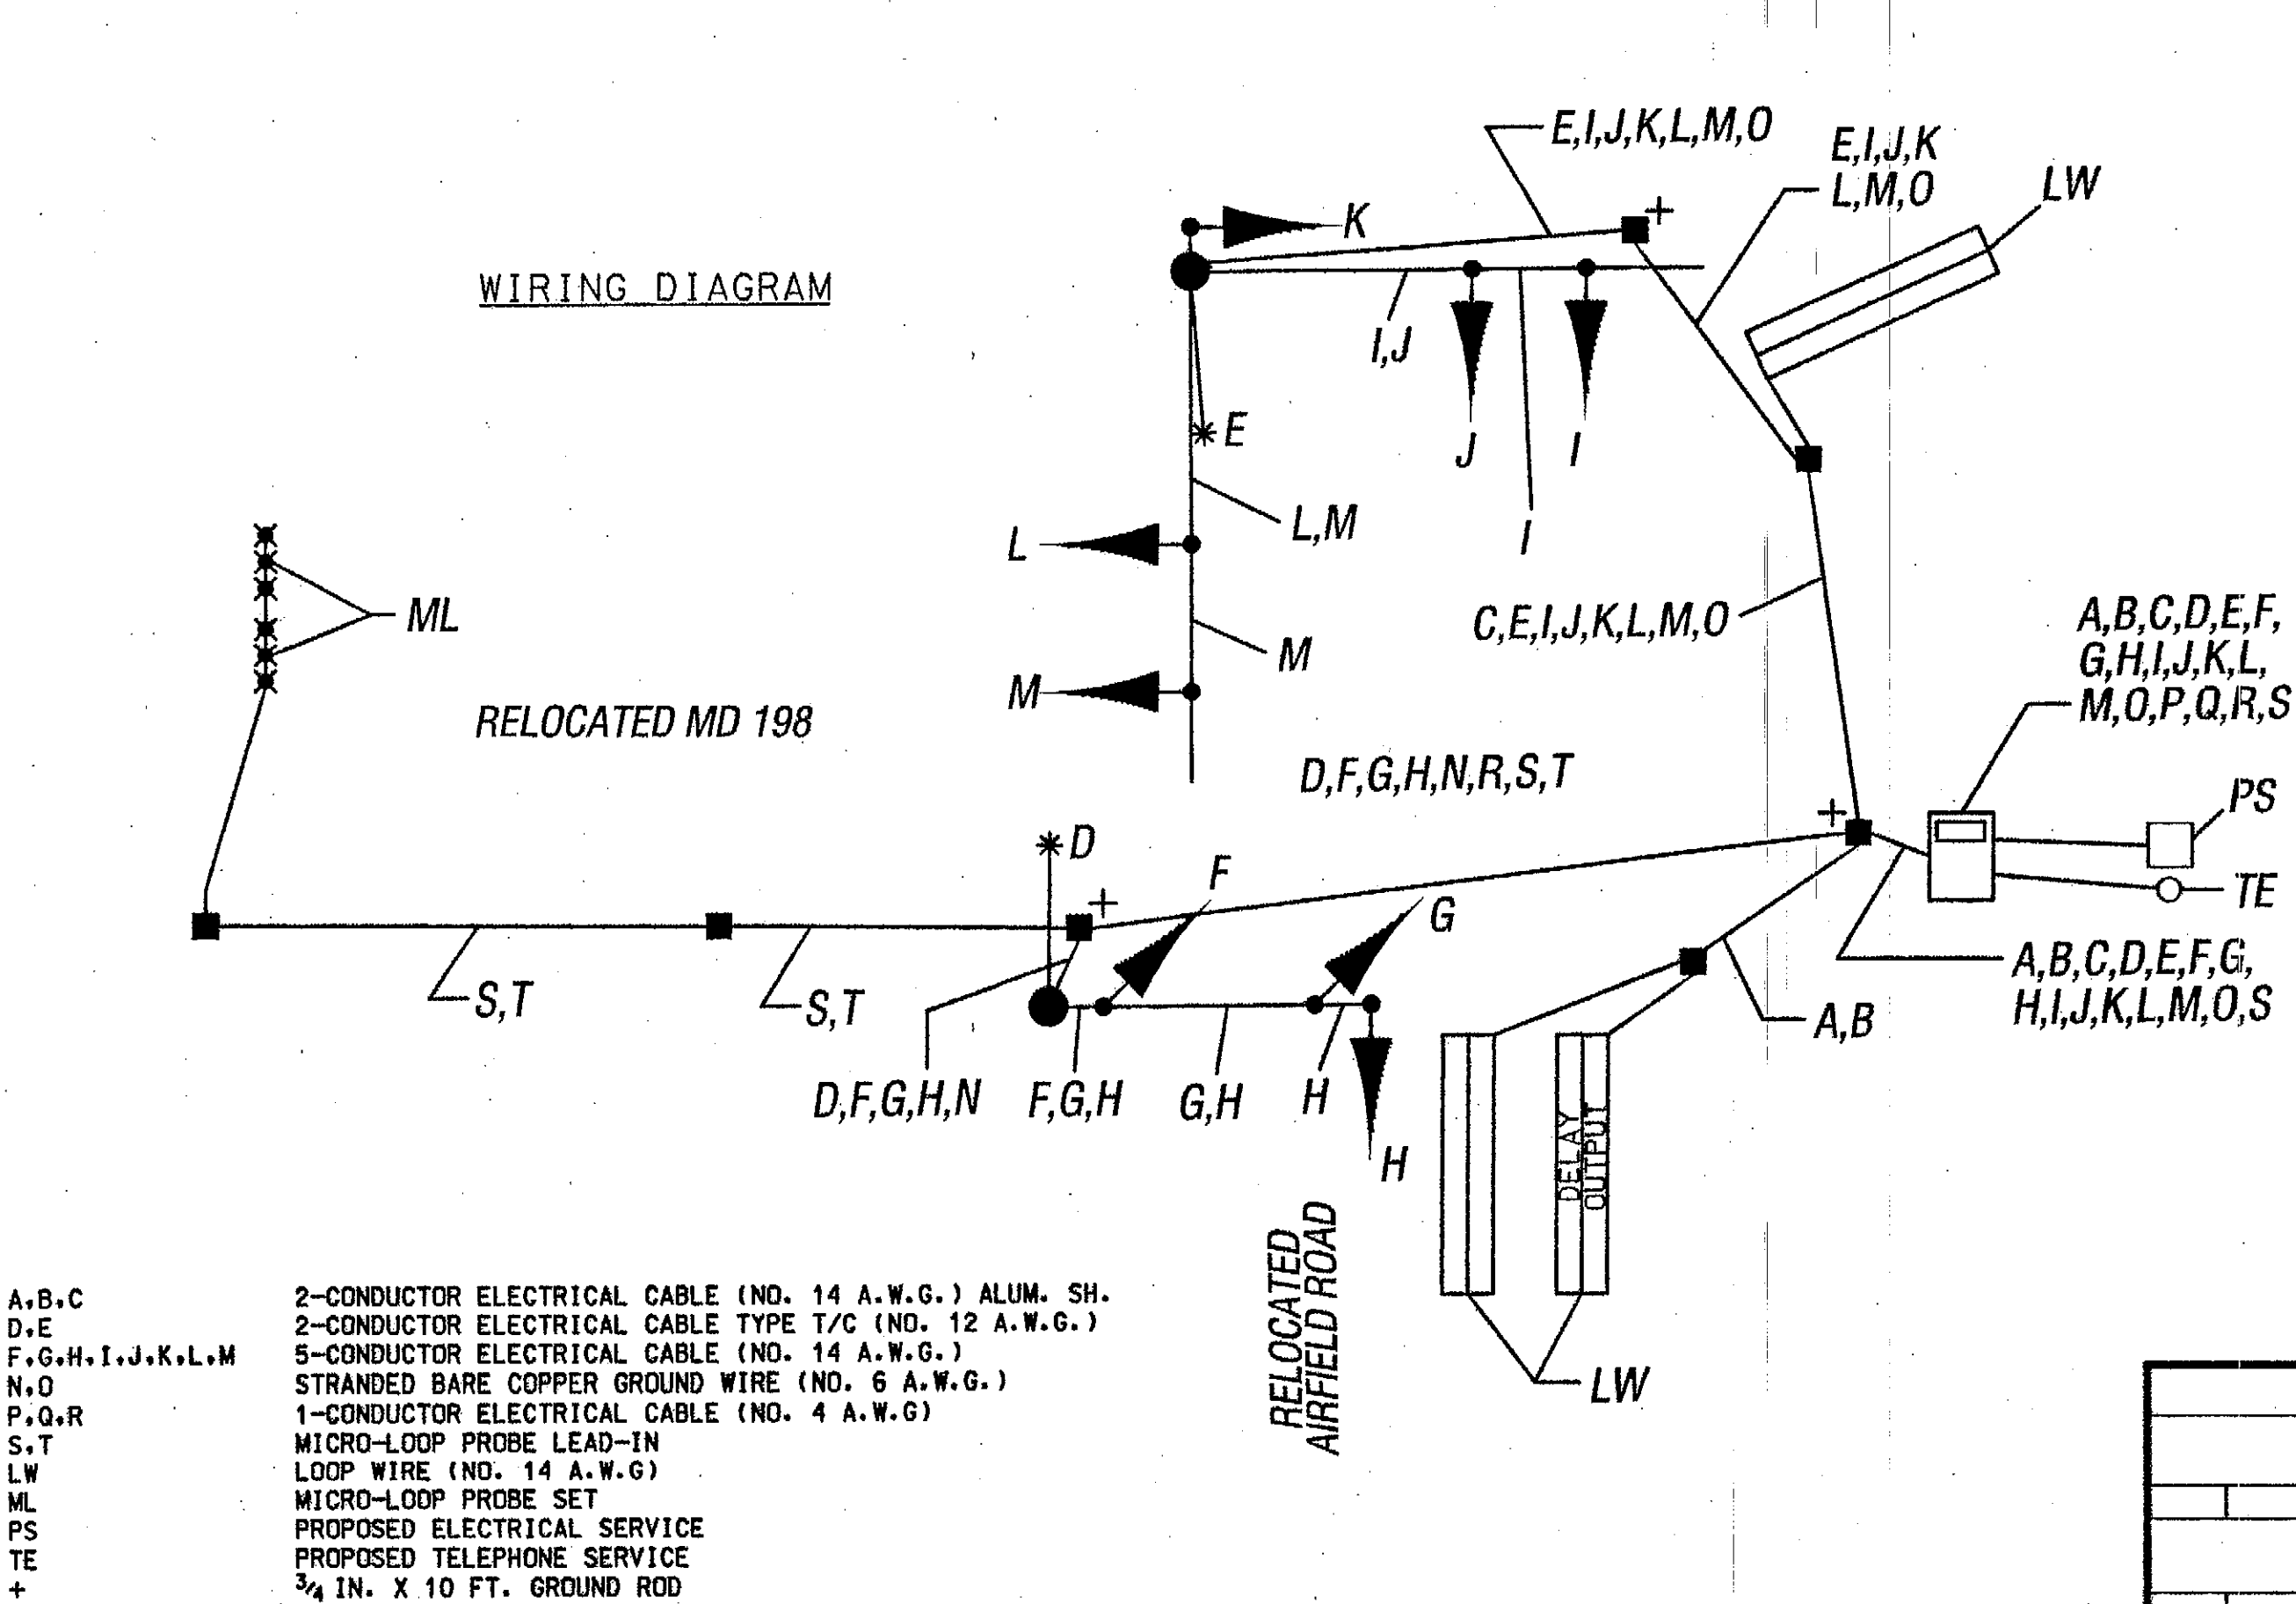 E,I,J,K,L,M,O
E,I,J,K
L,M,O
LW
K
WIRING DIAGRAM
I,J
E
J
I
L,M
L
I
ML
C,E,I,J,K,L,M,O
A,B,C,D,E,F,
G,H,I,J,K,L,
M,O,P,Q,R,S
M
M
RELOCATED MD 198
D,F,G,H,N,R,S,T
PS
D
F
G
TE
S,T
S,T
A,B,C,D,E,F,G,
H,I,J,K,L,M,O,S
A,B
D,F,G,H,N
F,G,H
G,H
H
H
DELAY
OUTPUT
RELOCATED
AIRFIELD ROAD
LW
A,B,C 2-CONDUCTOR ELECTRICAL CABLE (NO. 14 A.W.G.) ALUM. SH.
D,E 2-CONDUCTOR ELECTRICAL CABLE TYPE T/C (NO. 12 A.W.G.)
F,G,H,I,J,K,L,M 5-CONDUCTOR ELECTRICAL CABLE (NO. 14 A.W.G.)
N,O STRANDED BARE COPPER GROUND WIRE (NO. 6 A.W.G.)
P,Q,R 1-CONDUCTOR ELECTRICAL CABLE (NO. 4 A.W.G)
S,T MICRO-LOOP PROBE LEAD-IN
LW LOOP WIRE (NO. 14 A.W.G)
ML MICRO-LOOP PROBE SET
PS PROPOSED ELECTRICAL SERVICE
TE PROPOSED TELEPHONE SERVICE
+ 3/4 IN. X 10 FT. GROUND ROD